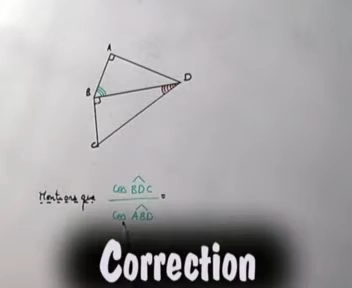 A
B
D
C
Montrons que cos BDC / cos ABD =
Correction